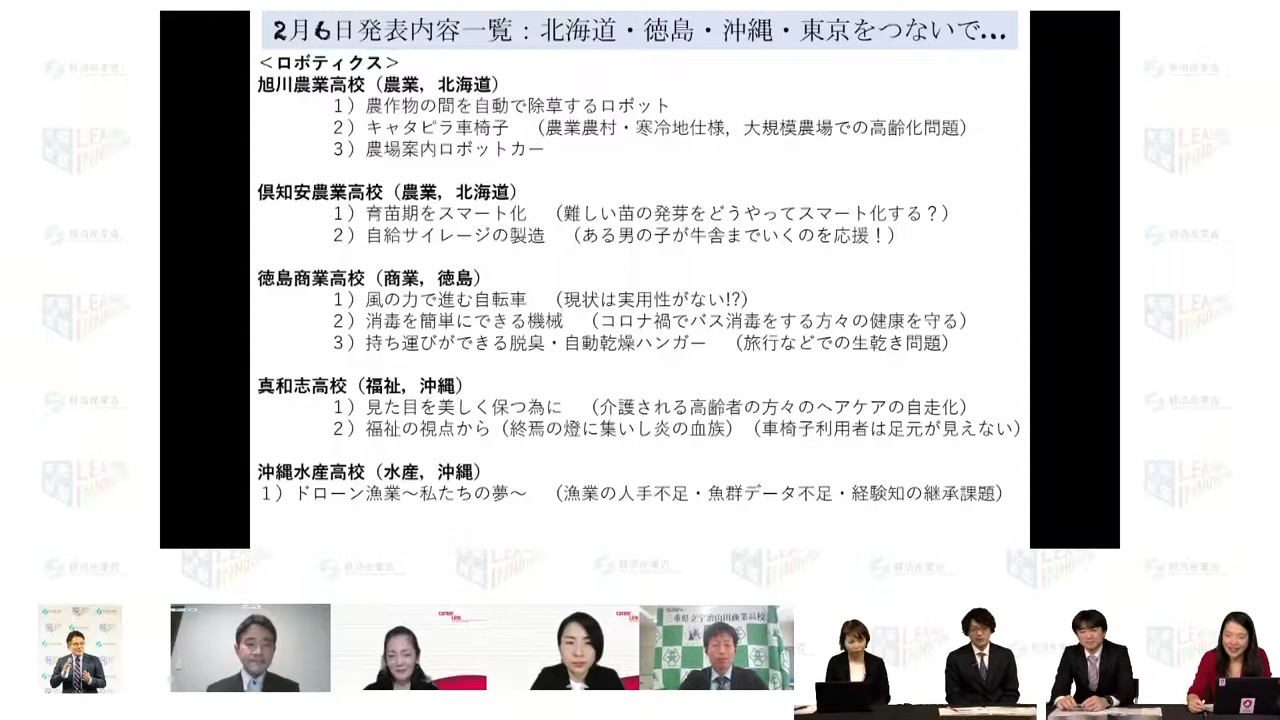 2月6日発表内容一覧：北海道・徳島・沖縄・東京をつないで...
＜ロボティクス＞
旭川農業高校（農業，北海道）
１）農作物の間を自動で除草するロボット
２）キャタピラ車椅子　（農業農村・寒冷地仕様，大規模農場での高齢化問題）
３）農場案内ロボットカー
倶知安農業高校（農業，北海道）
１）育苗期をスマート化　（難しい苗の発芽をどうやってスマート化する？）
２）自給サイレージの製造　（ある男の子が牛舎までいくのを応援！）
徳島商業高校（商業，徳島）
１）風の力で進む自転車　（現状は実用性がない!?）
２）消毒を簡単にできる機械　（コロナ禍でバス消毒をする方々の健康を守る）
３）持ち運びができる脱臭・自動乾燥ハンガー　（旅行などでの生乾き問題）
真和志高校（福祉，沖縄）
１）見た目を美しく保つ為に　（介護される高齢者の方々のヘアケアの自走化）
２）福祉の視点から（終焉の燈に集いし炎の血族）（車椅子利用者は足元が見えない）
沖縄水産高校（水産，沖縄）
１）ドローン漁業～私たちの夢～　（漁業の人手不足・魚群データ不足・経験知の継承課題）
経済産業省
career Link
career Link
三重県立宇治山田商業高校